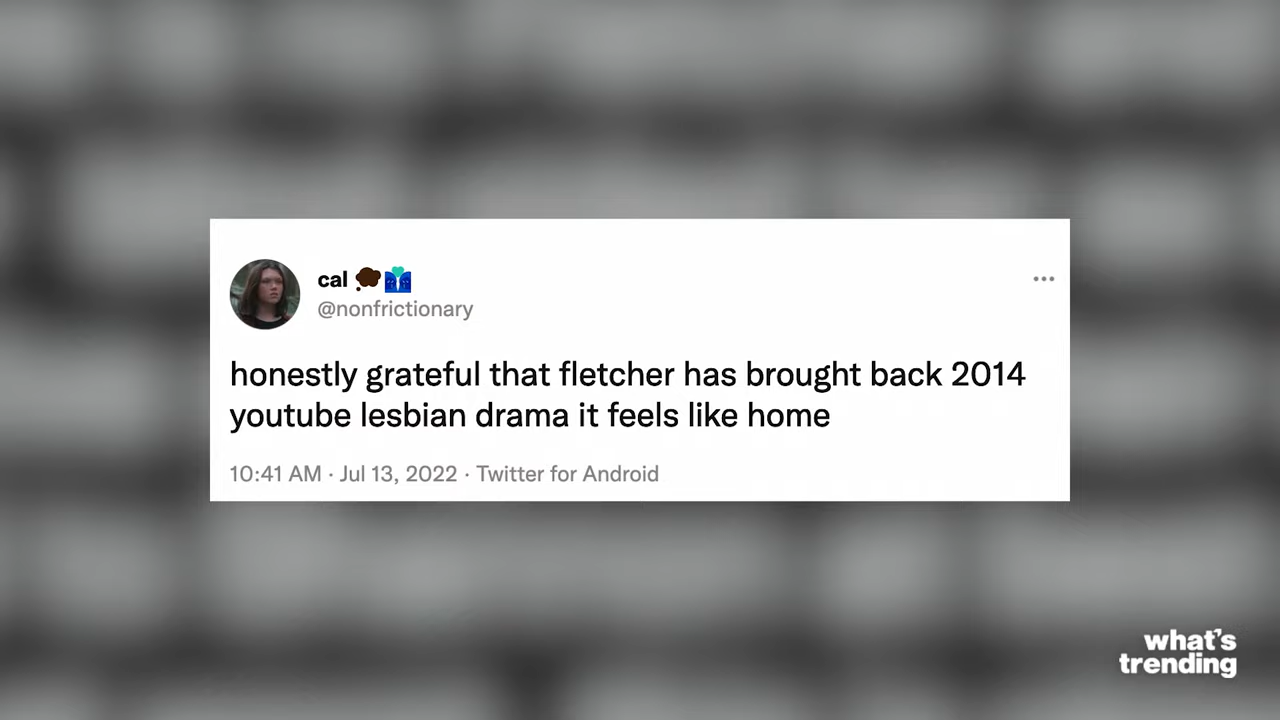 cal
@nonfrictionary
honestly grateful that fletcher has brought back 2014
youtube lesbian drama it feels like home
10:41 AM · Jul 13, 2022 · Twitter for Android
what's
trending